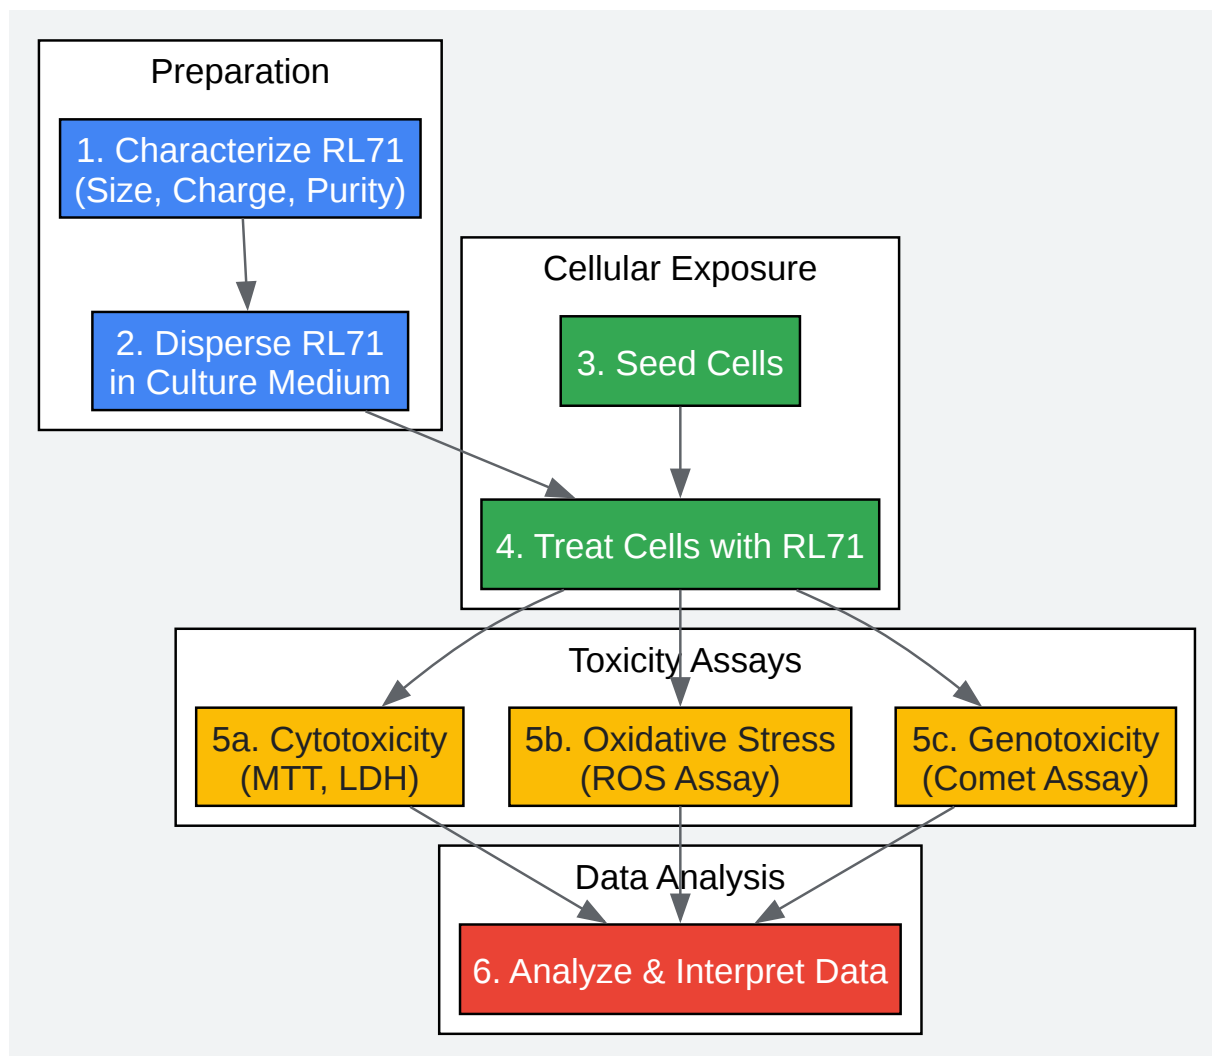 Preparation
1. Characterize RL71
(Size, Charge, Purity)
2. Disperse RL71
in Culture Medium
Cellular Exposure
3. Seed Cells
4. Treat Cells with RL71
Toxicity Assays
5a. Cytotoxicity
(MTT, LDH)
5b. Oxidative Stress
(ROS Assay)
5c. Genotoxicity
(Comet Assay)
Data Analysis
6. Analyze & Interpret Data